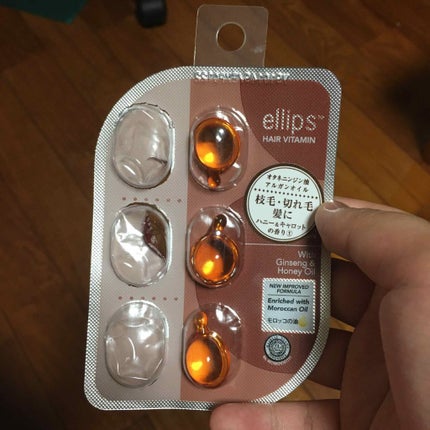 ellips™
HAIR VITAMIN
オタネニンジン根
アルガンオイル
枝毛・切れ毛
髪に
ハニー&キャロット
の香り①
With
Ginseng &
Honey Oil
NEW IMPROVED
FORMULA
Enriched with
Moroccan Oil
モロッコの油